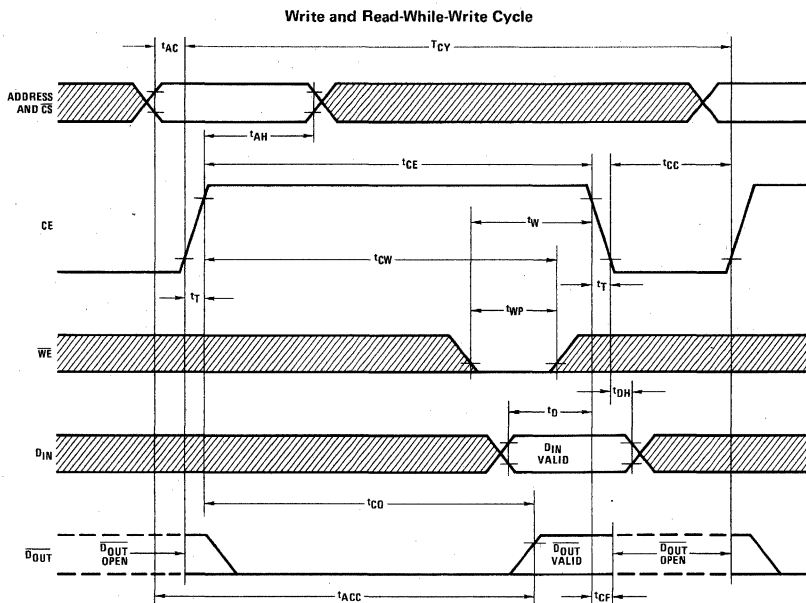 Write and Read-While-Write Cycle
tAC
TCY
ADDRESS
AND CS
tAH
tCE
tCC
CE
tW
tCW
tT
tT
tWP
WE
tDH
tD
DIN
DIN
VALID
tCO
DOUT
DOUT
OPEN
DOUT
VALID
DOUT
OPEN
tACC
tCF